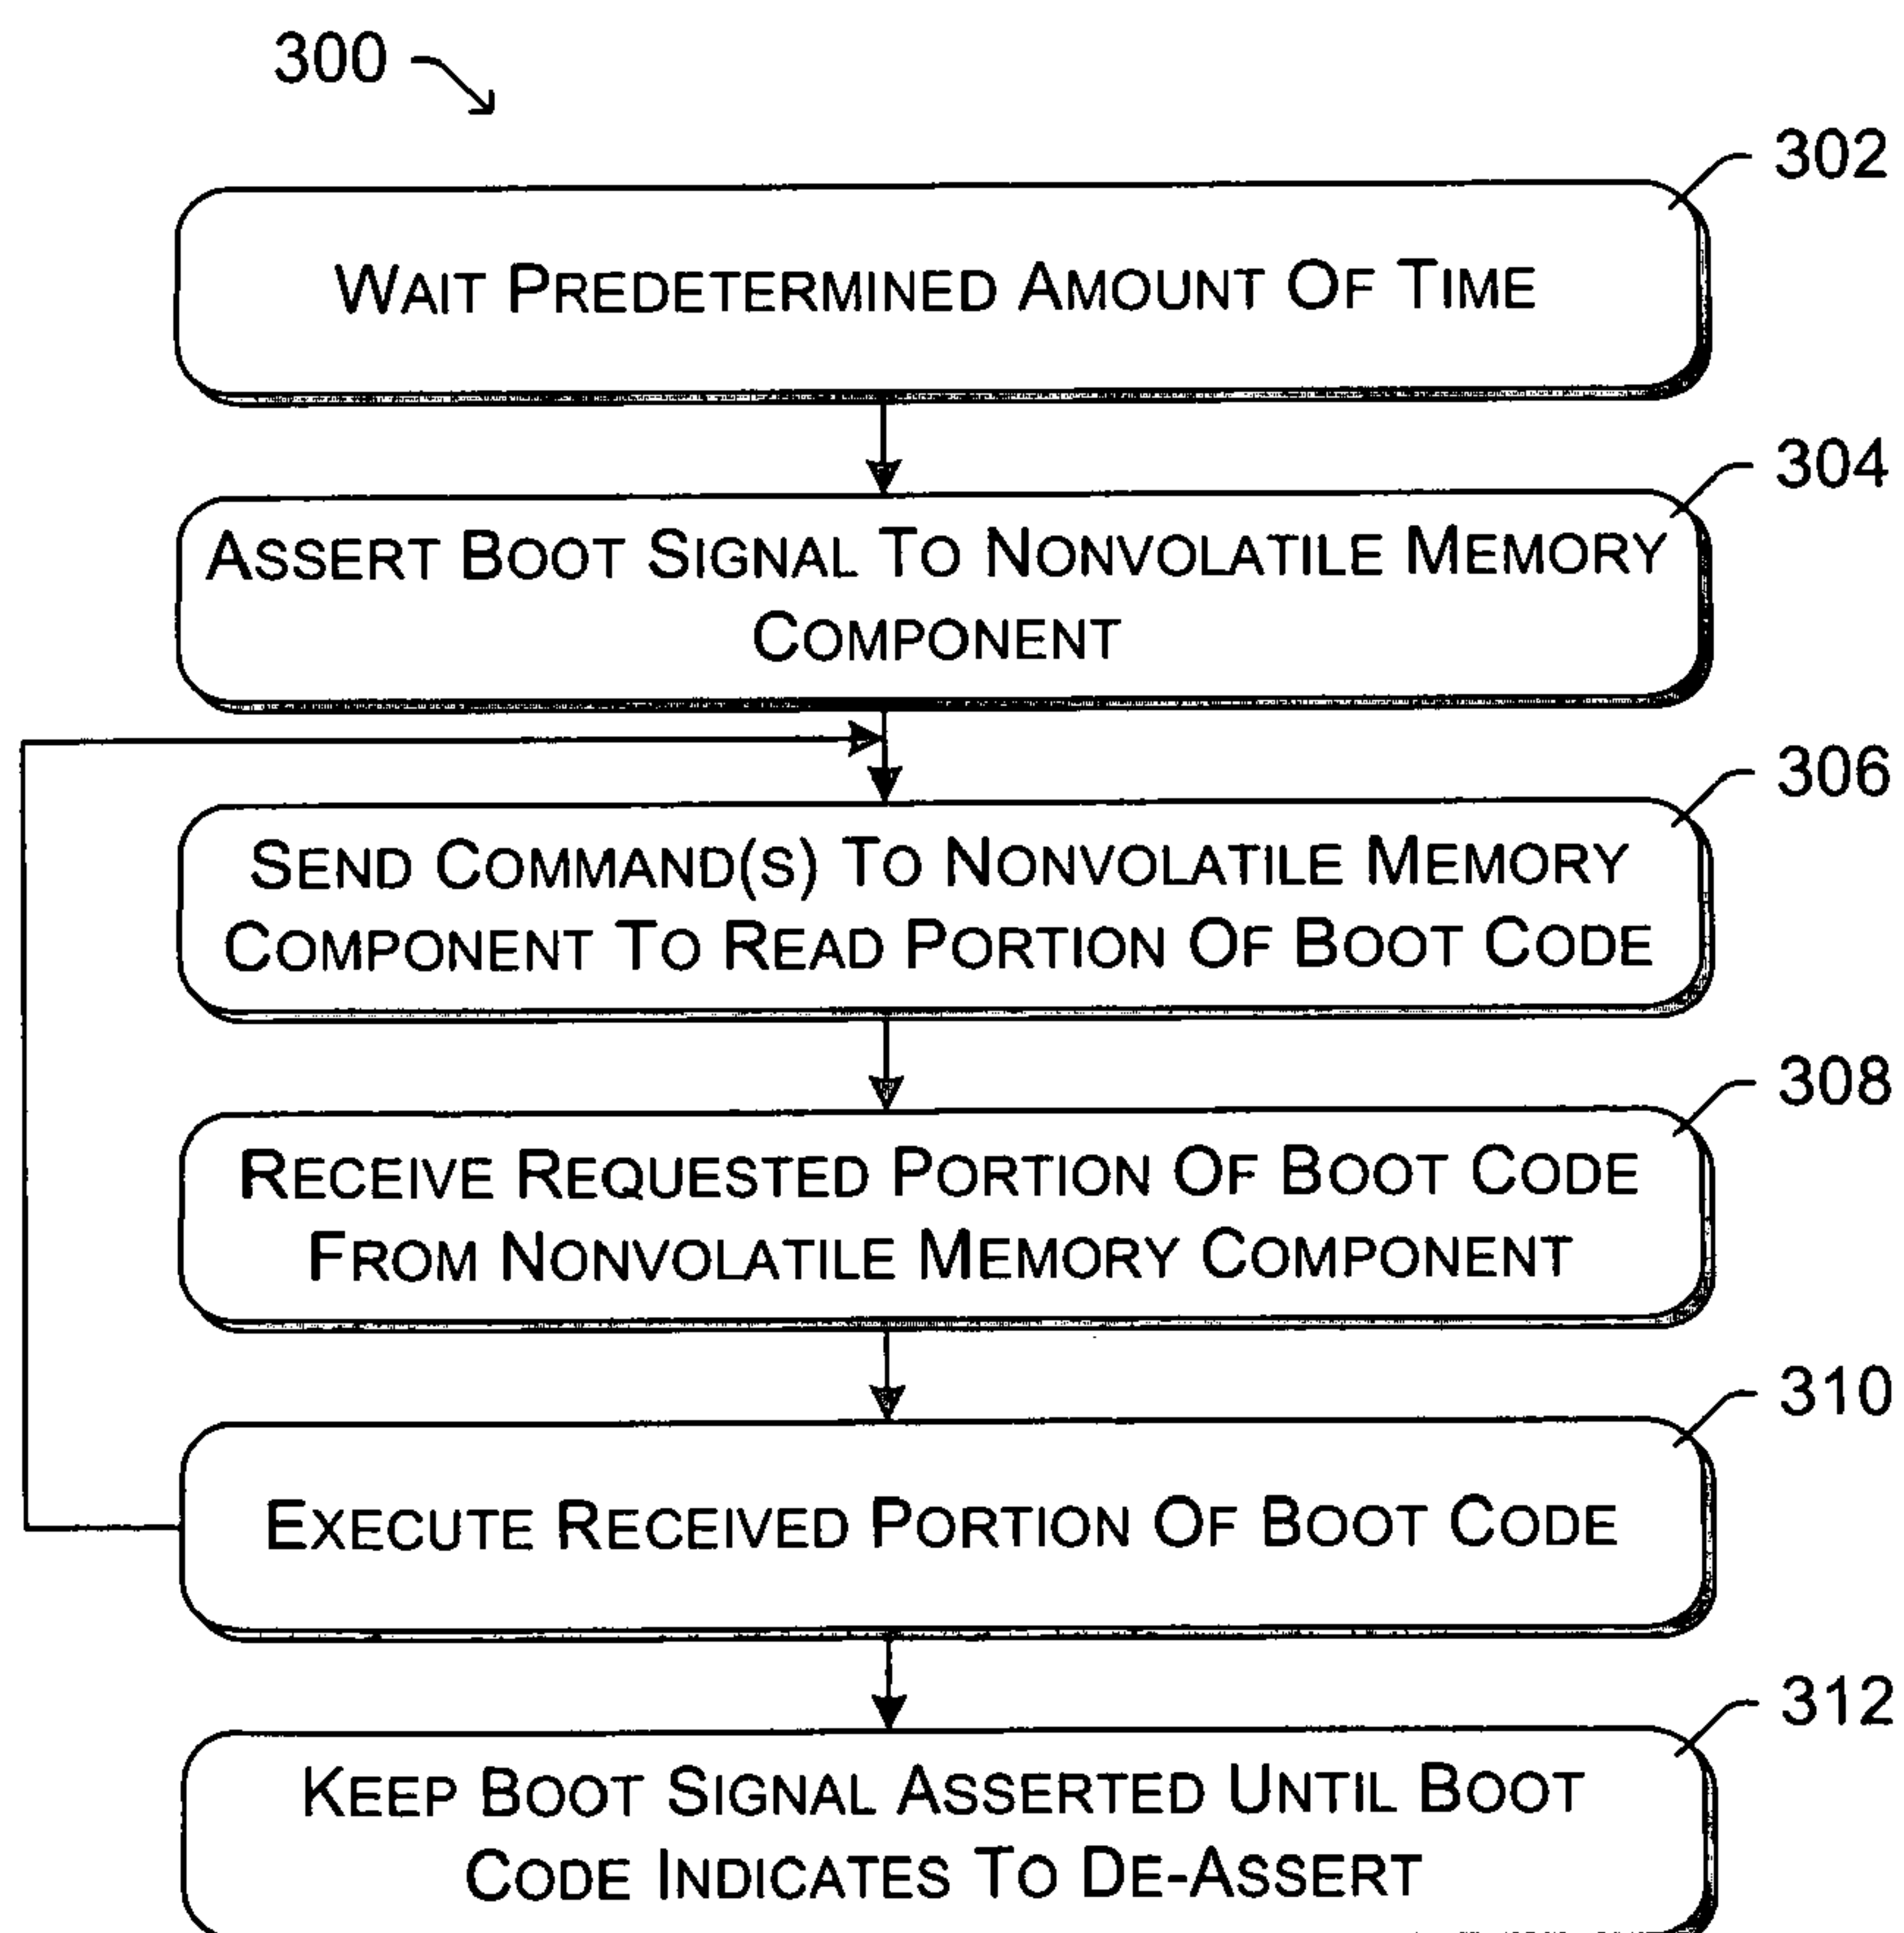 300
302
WAIT PREDETERMINED AMOUNT OF TIME
304
ASSERT BOOT SIGNAL TO NONVOLATILE MEMORY
COMPONENT
306
SEND COMMAND(S) TO NONVOLATILE MEMORY
COMPONENT TO READ PORTION OF BOOT CODE
308
RECEIVE REQUESTED PORTION OF BOOT CODE
FROM NONVOLATILE MEMORY COMPONENT
310
EXECUTE RECEIVED PORTION OF BOOT CODE
312
KEEP BOOT SIGNAL ASSERTED UNTIL BOOT
CODE INDICATES TO DE-ASSERT